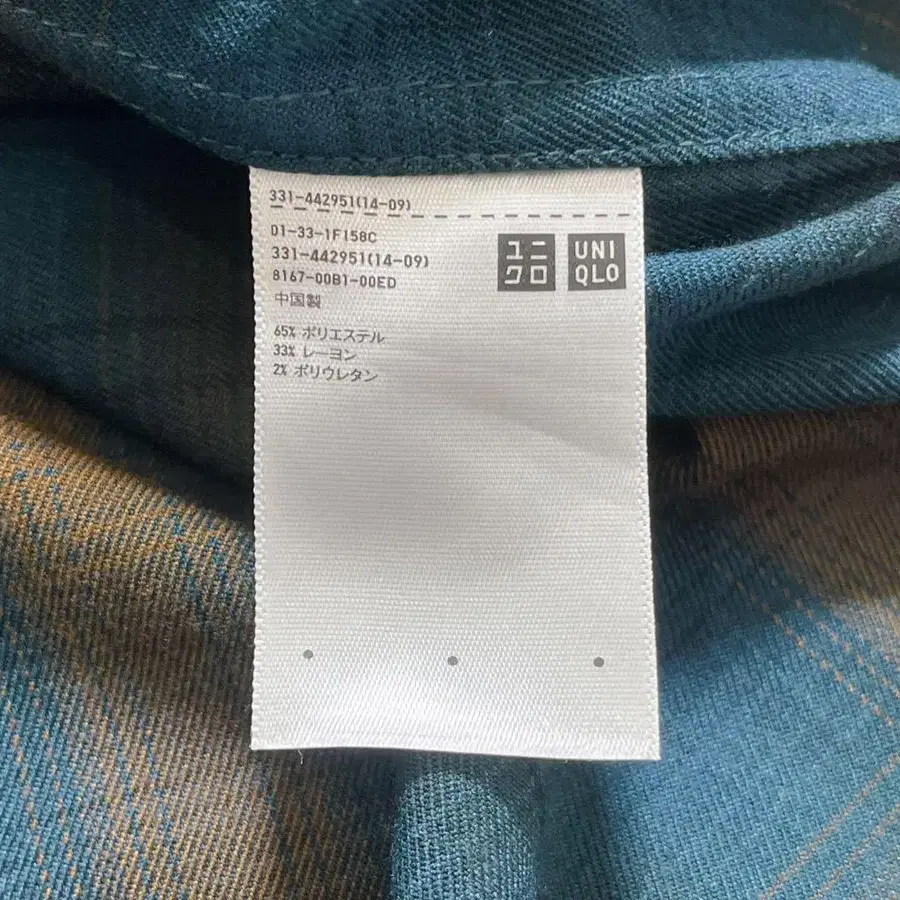 331-442951(14-09)
01-33-1F158C
331-442951(14-09)
8167-00B1-00ED
中国製
65% ポリエステル
33% レーヨン
2% ポリウレタン
ユニ
クロ
UNI
QLO